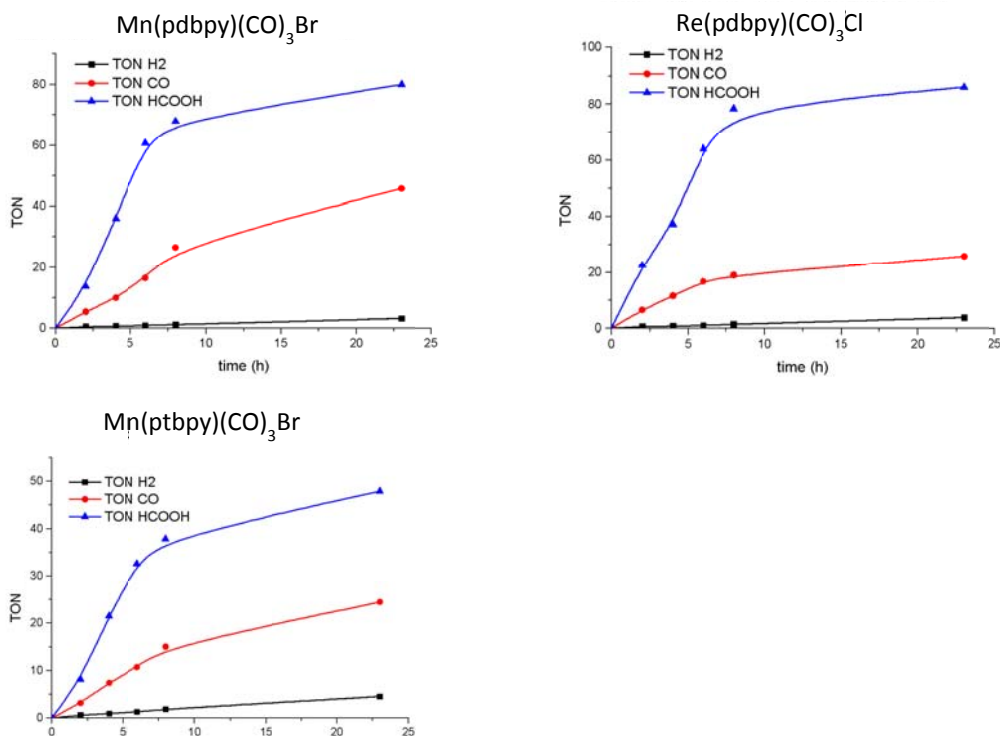 Mn(pdbpy)(CO)3Br
TON H2
TON CO
TON HCOOH
80
60
40
20
0
TON
0 5 10 15 20 25
time (h)
Re(pdbpy)(CO)3Cl
TON H2
TON CO
TON HCOOH
100
80
60
40
20
0
TON
0 5 10 15 20 25
time (h)
Mn(ptbpy)(CO)3Br
TON H2
TON CO
TON HCOOH
50
40
30
20
10
0
TON
0 5 10 15 20 25